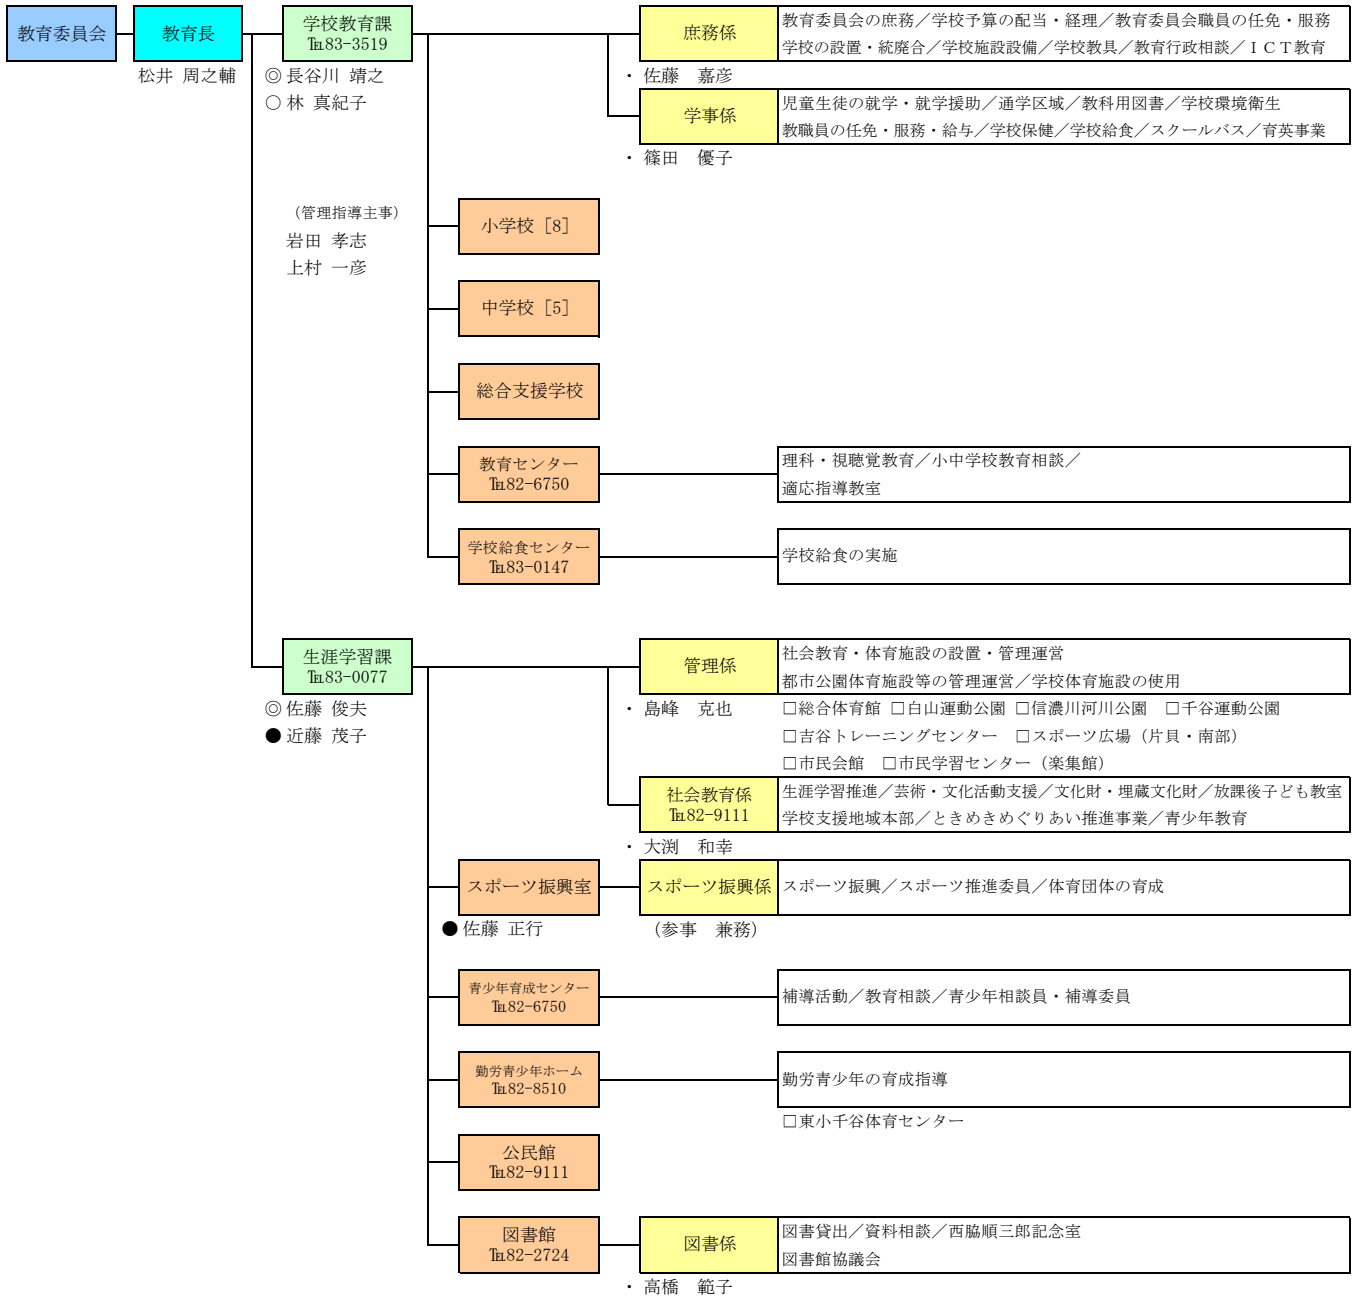 教育委員会
教育長
松井 周之輔
学校教育課
℡83-3519
◎ 長谷川 靖之
○ 林 真紀子
(管理指導主事)
岩田 孝志
上村 一彦
庶務係
教育委員会の庶務／学校予算の配当・経理／教育委員会職員の任免・服務
学校の設置・統廃合／学校施設設備／学校教具／教育行政相談／ＩＣＴ教育
・ 佐藤　嘉彦
学事係
児童生徒の就学・就学援助／通学区域／教科用図書／学校環境衛生
教職員の任免・服務・給与／学校保健／学校給食／スクールバス／育英事業
・ 篠田　優子
小学校［8］
中学校［5］
総合支援学校
教育センター
℡82-6750
理科・視聴覚教育／小中学校教育相談／
適応指導教室
学校給食センター
℡83-0147
学校給食の実施
生涯学習課
℡83-0077
◎ 佐藤 俊夫
● 近藤 茂子
管理係
社会教育・体育施設の設置・管理運営
都市公園体育施設等の管理運営／学校体育施設の使用
・ 島峰　克也
□総合体育館 □白山運動公園 □信濃川河川公園　□千谷運動公園
□吉谷トレーニングセンター　□スポーツ広場（片貝・南部）
□市民会館　□市民学習センター（楽集館）
社会教育係
℡82-9111
生涯学習推進／芸術・文化活動支援／文化財・埋蔵文化財／放課後子ども教室
学校支援地域本部／ときめきめぐりあい推進事業／青少年教育
・ 大渕　和幸
スポーツ振興室
● 佐藤 正行
スポーツ振興係
スポーツ振興／スポーツ推進委員／体育団体の育成
（参事　兼務）
青少年育成センター
℡82-6750
補導活動／教育相談／青少年相談員・補導委員
勤労青少年ホーム
℡82-8510
勤労青少年の育成指導
□東小千谷体育センター
公民館
℡82-9111
図書館
℡82-2724
図書係
図書貸出／資料相談／西脇順三郎記念室
図書館協議会
・ 高橋　範子